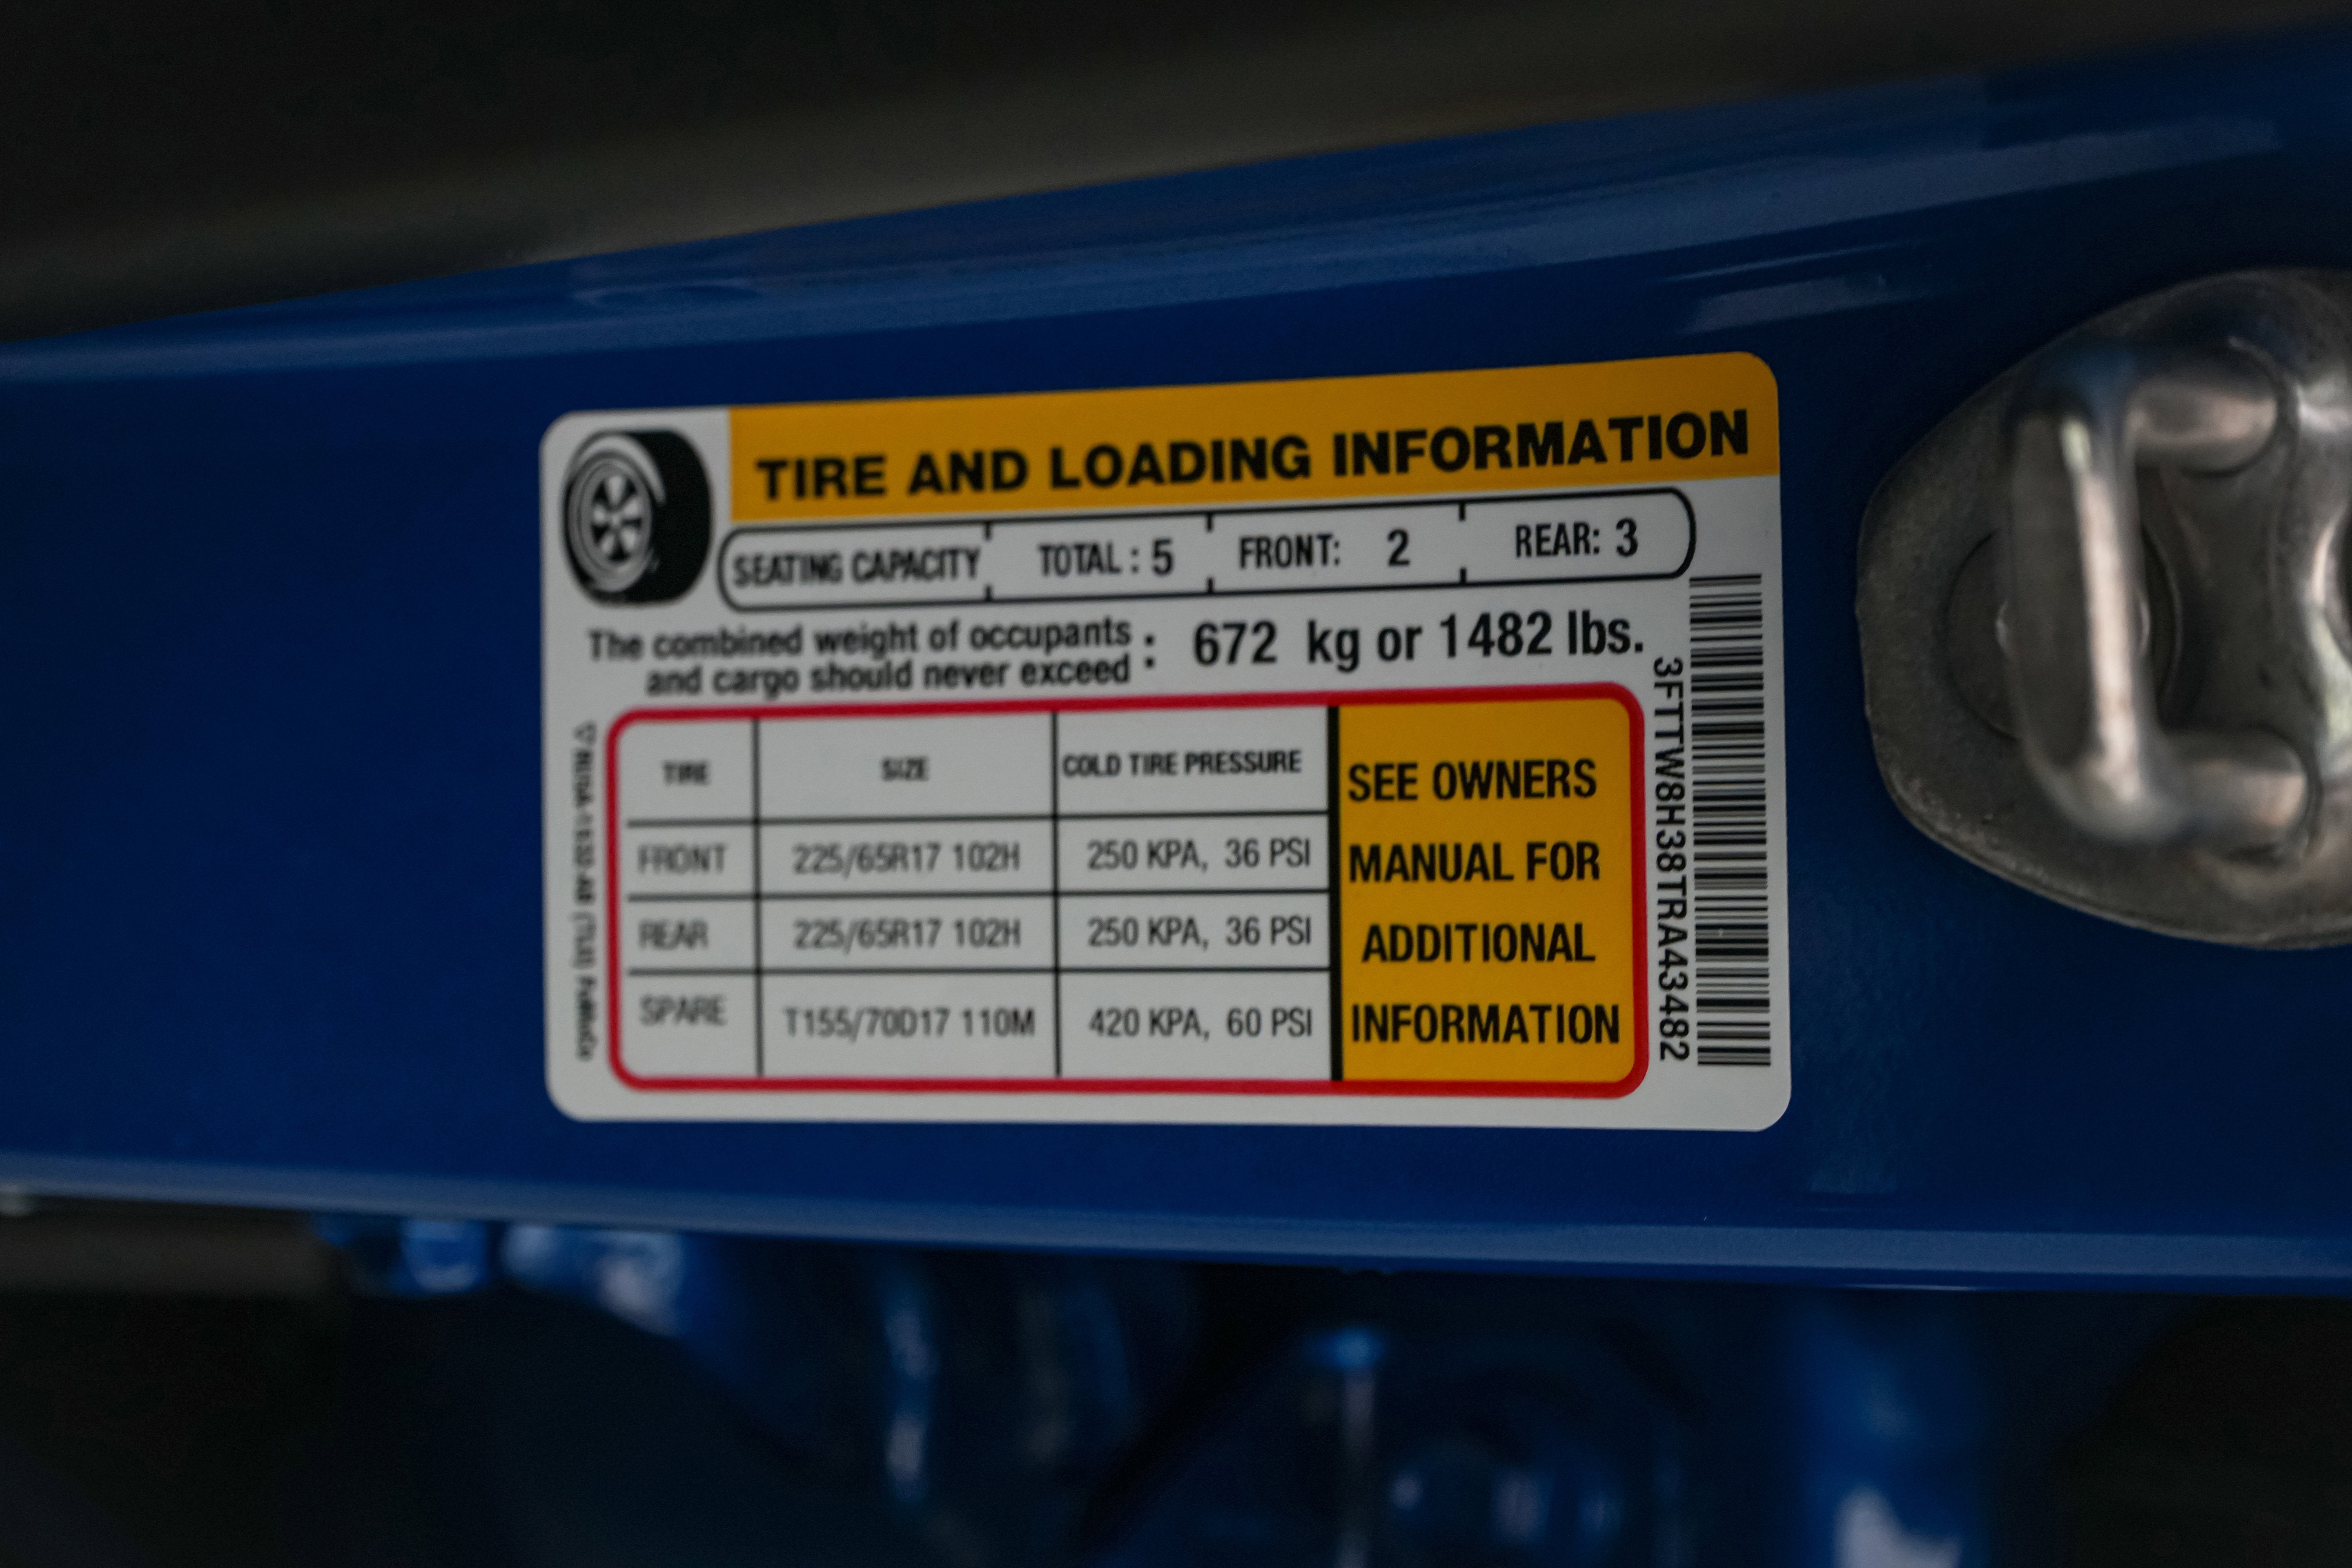 TIRE AND LOADING INFORMATION
SEATING CAPACITY TOTAL : 5 FRONT: 2 REAR: 3
The combined weight of occupants
and cargo should never exceed : 672 kg or 1482 lbs.
TIRE SIZE COLD TIRE PRESSURE
FRONT 225/65R17 102H 250 KPA, 36 PSI
REAR 225/65R17 102H 250 KPA, 36 PSI
SPARE T155/70D17 110M 420 KPA, 60 PSI
SEE OWNERS
MANUAL FOR
ADDITIONAL
INFORMATION
3FTTW8H38TRA43482